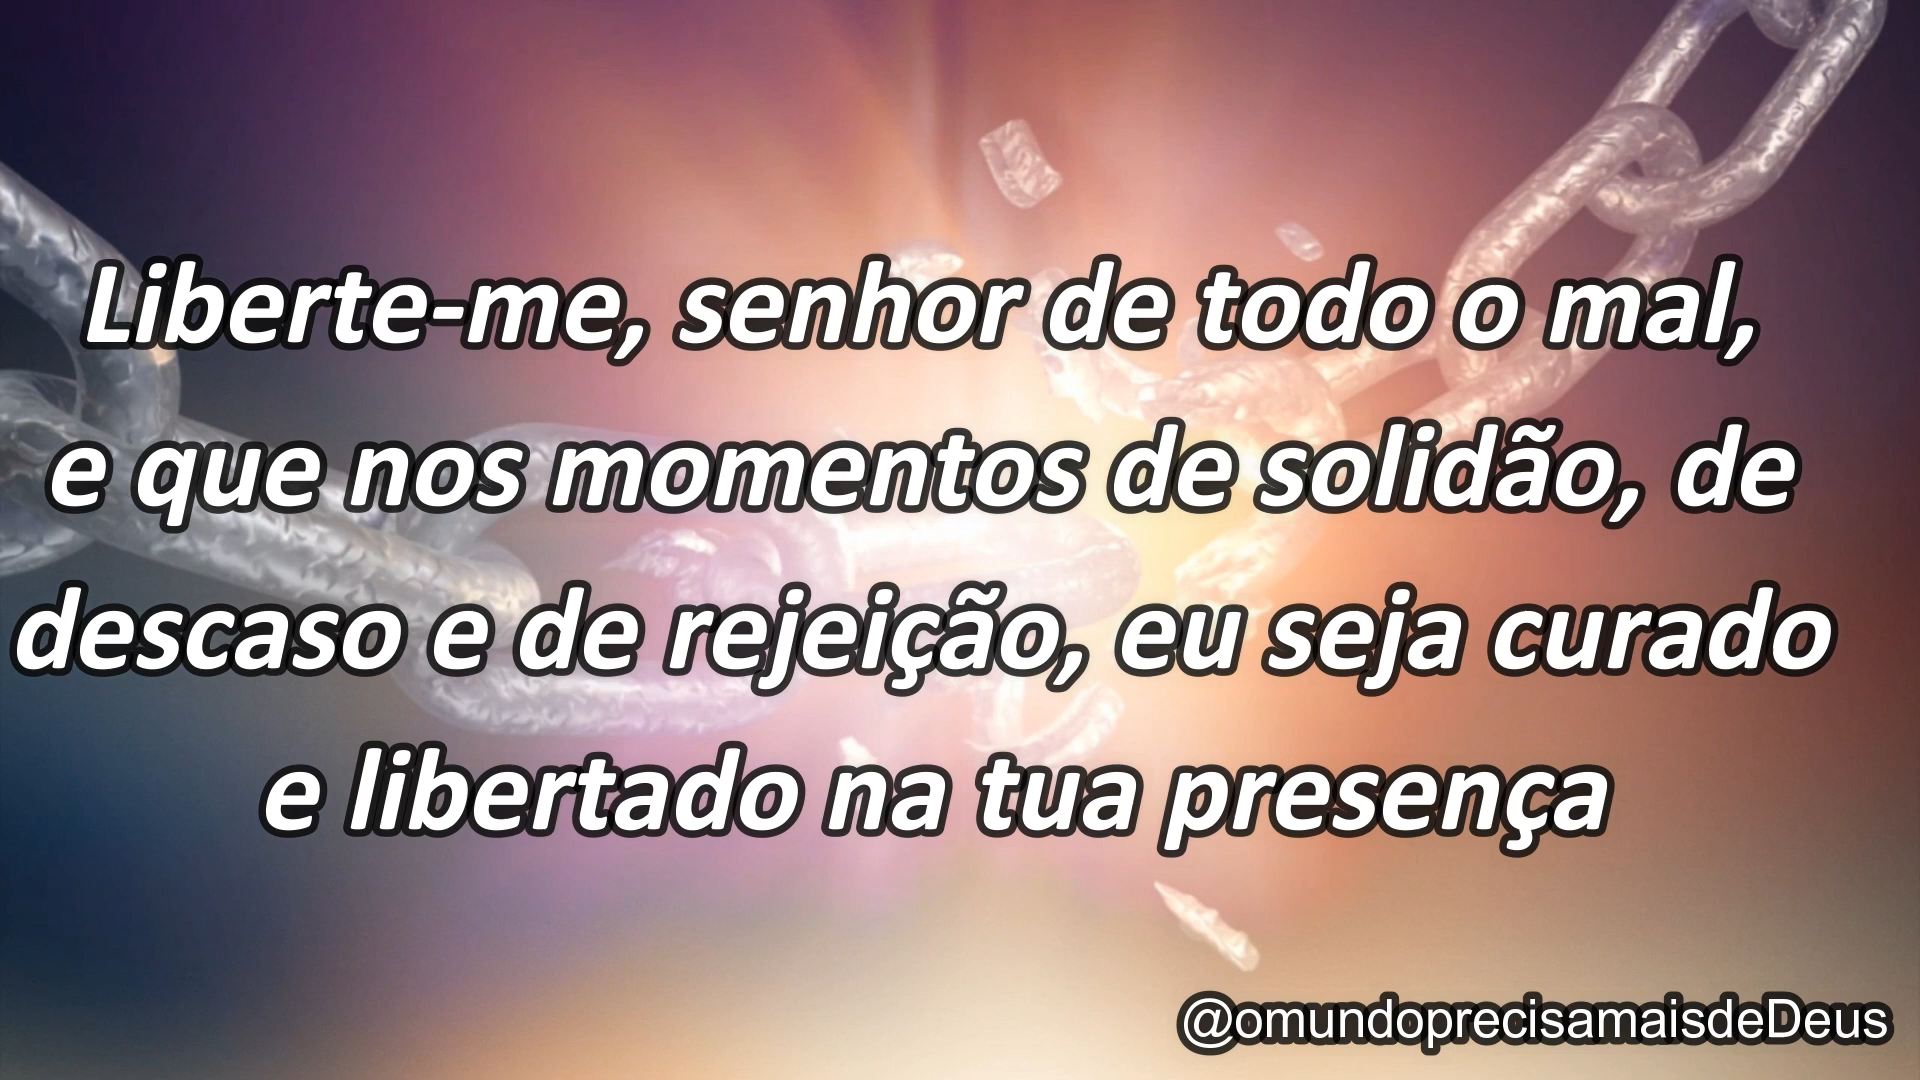 Liberte-me, senhor de todo o mal,
e que nos momentos de solidão, de
descaso e de rejeição, eu seja curado
e libertado na tua presença
@omundoprecisamaisdeDeus